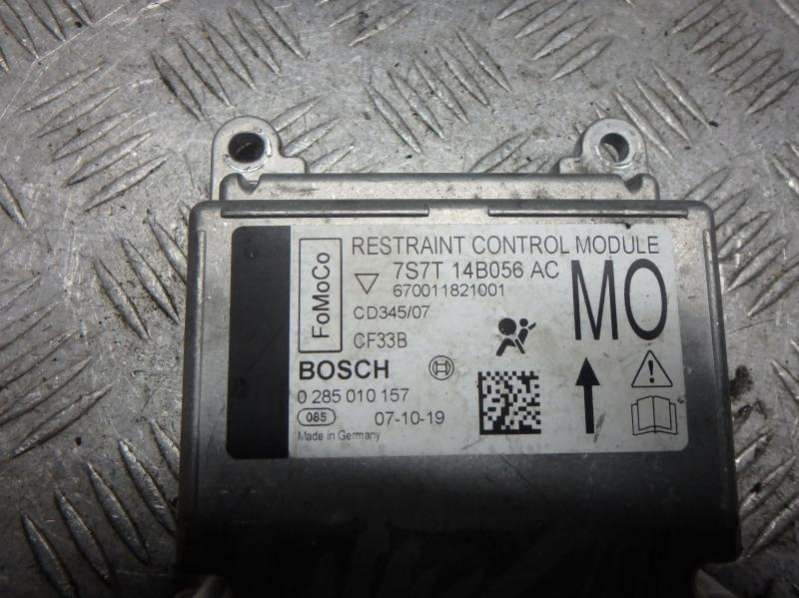 FoMoCo
RESTRAINT CONTROL MODULE
7S7T 14B056 AC
670011821001
CD345/07
CF33B
MO
BOSCH
0 285 010 157
085
07-10-19
Made in Germany